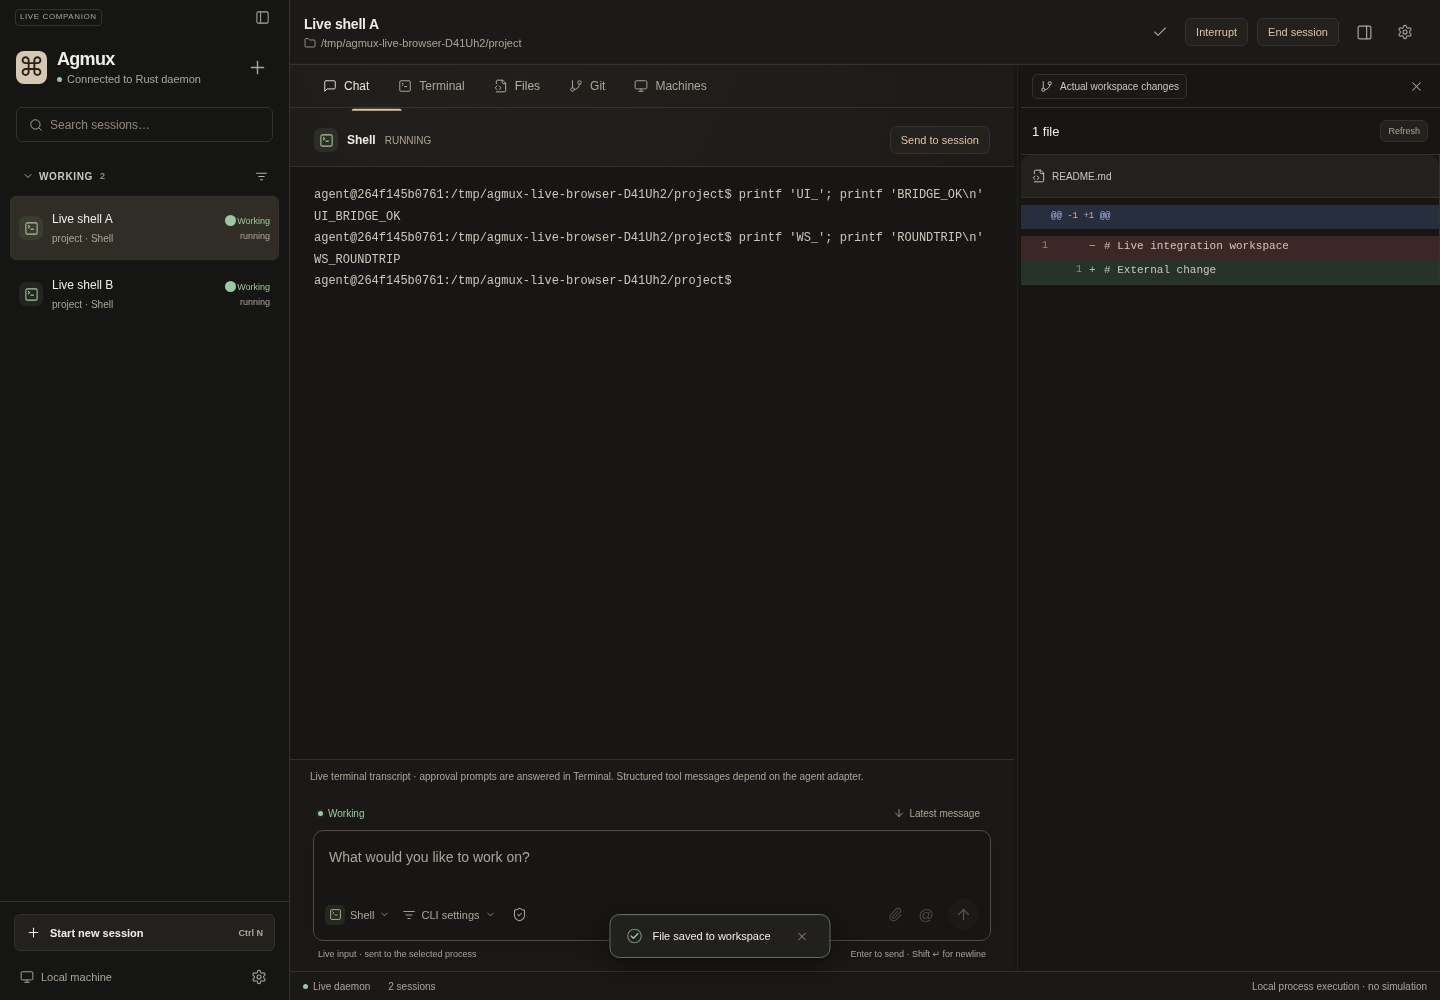 LIVE COMPANION
Agmux
Connected to Rust daemon
Search sessions…
WORKING 2
Live shell A
project · Shell
Working
running
Live shell B
project · Shell
Working
running
Start new session
Ctrl N
Local machine
Live shell A
/tmp/agmux-live-browser-D41Uh2/project
Interrupt
End session
Chat
Terminal
Files
Git
Machines
Shell RUNNING
Send to session
agent@264f145b0761:/tmp/agmux-live-browser-D41Uh2/project$ printf 'UI_'; printf 'BRIDGE_OK\n'
UI_BRIDGE_OK
agent@264f145b0761:/tmp/agmux-live-browser-D41Uh2/project$ printf 'WS_'; printf 'ROUNDTRIP\n'
WS_ROUNDTRIP
agent@264f145b0761:/tmp/agmux-live-browser-D41Uh2/project$
Live terminal transcript · approval prompts are answered in Terminal. Structured tool messages depend on the agent adapter.
Working
Latest message
What would you like to work on?
Shell
CLI settings
@
File saved to workspace
Live input · sent to the selected process
Enter to send · Shift ↵ for newline
Actual workspace changes
1 file
Refresh
README.md
@@ -1 +1 @@
1 − # Live integration workspace
1 + # External change
Live daemon
2 sessions
Local process execution · no simulation